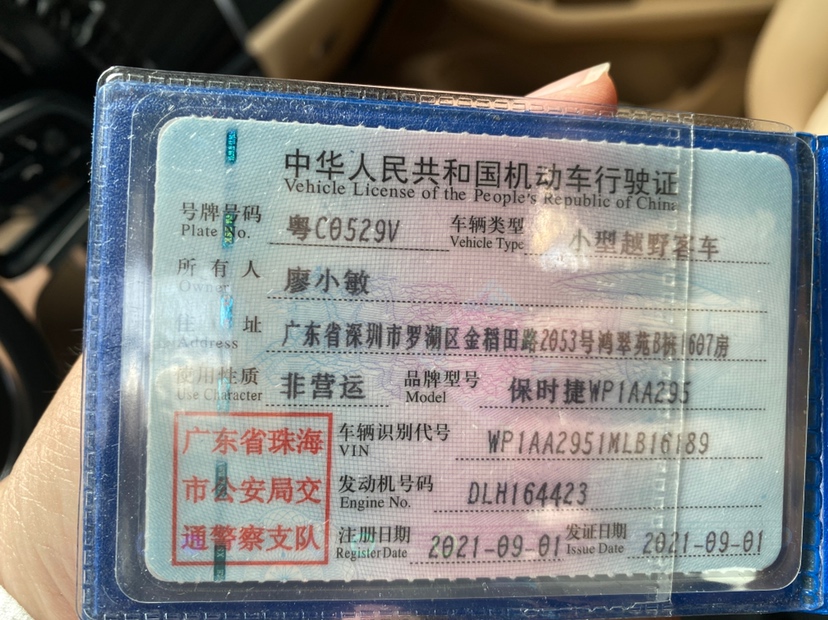 中华人民共和国机动车行驶证
Vehicle License of the People's Republic of China
号牌号码 粤C0529V 车辆类型 小型越野客车
Plate No. Vehicle Type
所有人 廖小敏
Owner
住址 广东省深圳市罗湖区金稻田路2053号鸿翠苑B栋1607房
Address
使用性质 非营运 品牌型号 保时捷WP1AA295
Use Character Model
广东省珠海 车辆识别代号 WP1AA2951MLB16189
市公安局交 VIN
通警察支队 发动机号码 DLH164423
Engine No.
注册日期 2021-09-01 发证日期 2021-09-01
Register Date Issue Date